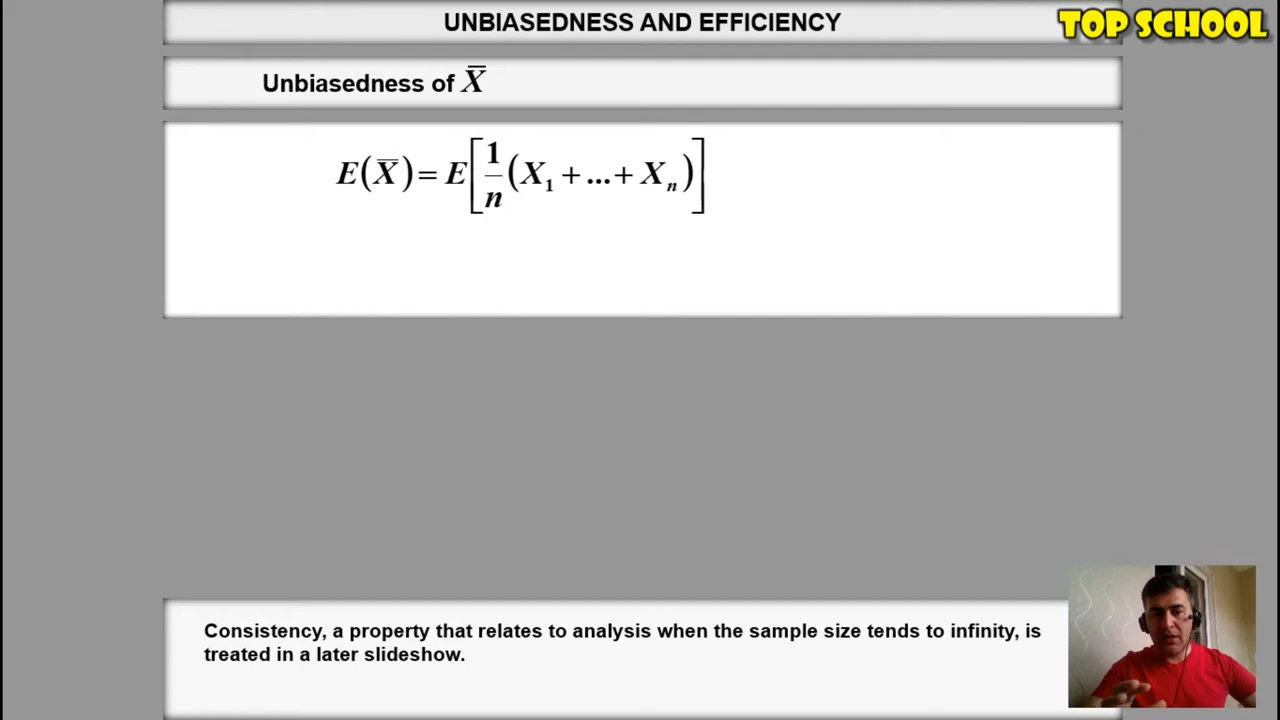 UNBIASEDNESS AND EFFICIENCY
TOP SCHOOL
Unbiasedness of X̅
E(X̅) = E[1/n (X₁ + ... + Xₙ)]
Consistency, a property that relates to analysis when the sample size tends to infinity, is
treated in a later slideshow.